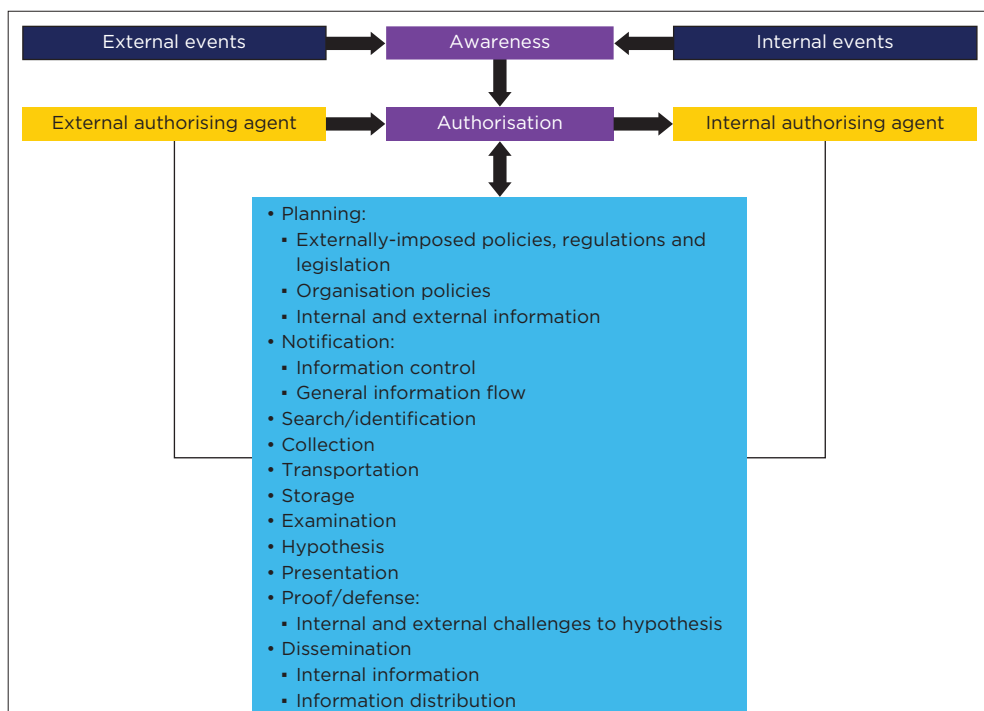 External events
Awareness
Internal events
External authorising agent
Authorisation
Internal authorising agent
• Planning:
▪ Externally-imposed policies, regulations and
legislation
▪ Organisation policies
▪ Internal and external information
• Notification:
▪ Information control
▪ General information flow
• Search/identification
• Collection
• Transportation
• Storage
• Examination
• Hypothesis
• Presentation
• Proof/defense:
▪ Internal and external challenges to hypothesis
• Dissemination
▪ Internal information
▪ Information distribution